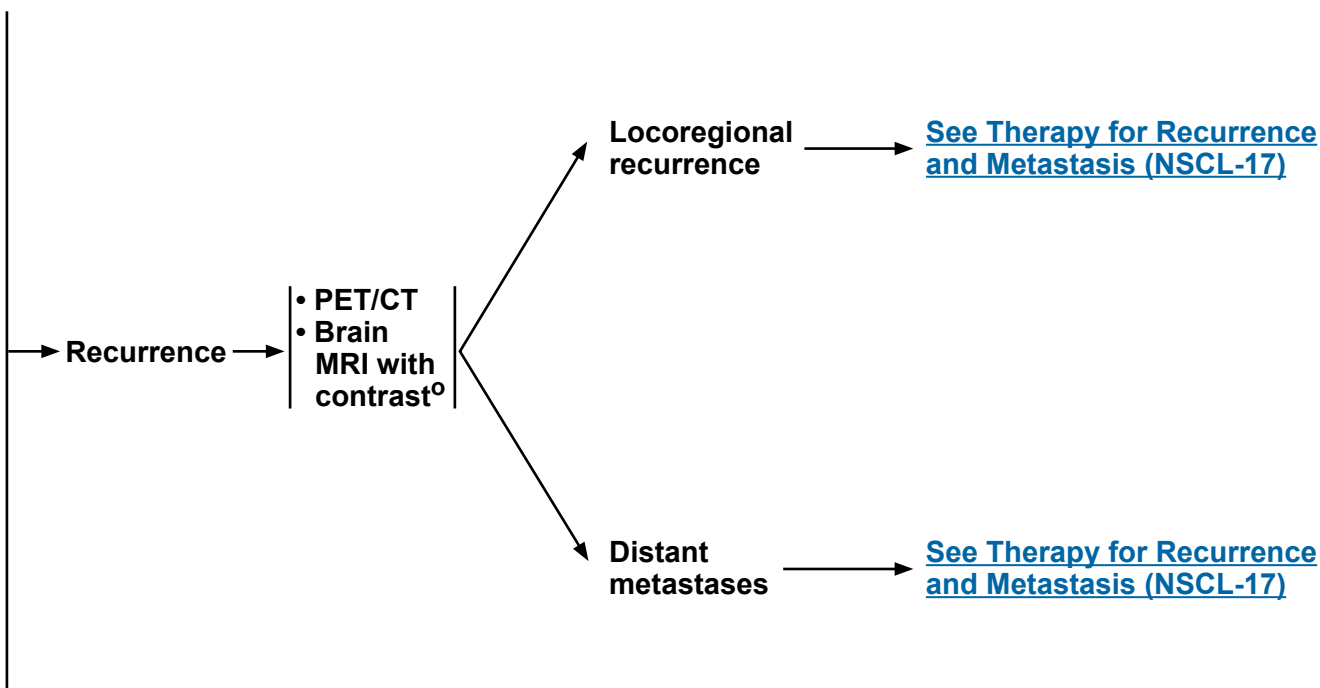 Locoregional
recurrence
See Therapy for Recurrence
and Metastasis (NSCL-17)
Recurrence
• PET/CT
• Brain
MRI with
contrastᵒ
Distant
metastases
See Therapy for Recurrence
and Metastasis (NSCL-17)